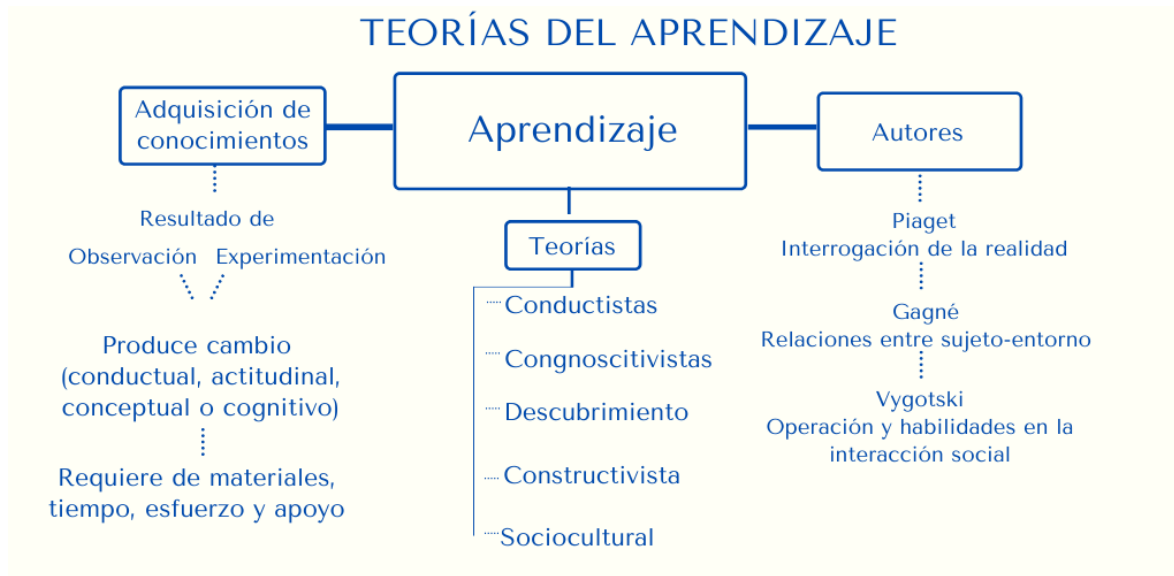 TEORÍAS DEL APRENDIZAJE
Adquisición de
conocimientos
Resultado de
Observación Experimentación
Produce cambio
(conductual, actitudinal,
conceptual o cognitivo)
Requiere de materiales,
tiempo, esfuerzo y apoyo
Aprendizaje
Teorías
Conductistas
Congnoscitivistas
Descubrimiento
Constructivista
Sociocultural
Autores
Piaget
Interrogación de la realidad
Gagné
Relaciones entre sujeto-entorno
Vygotski
Operación y habilidades en la
interacción social